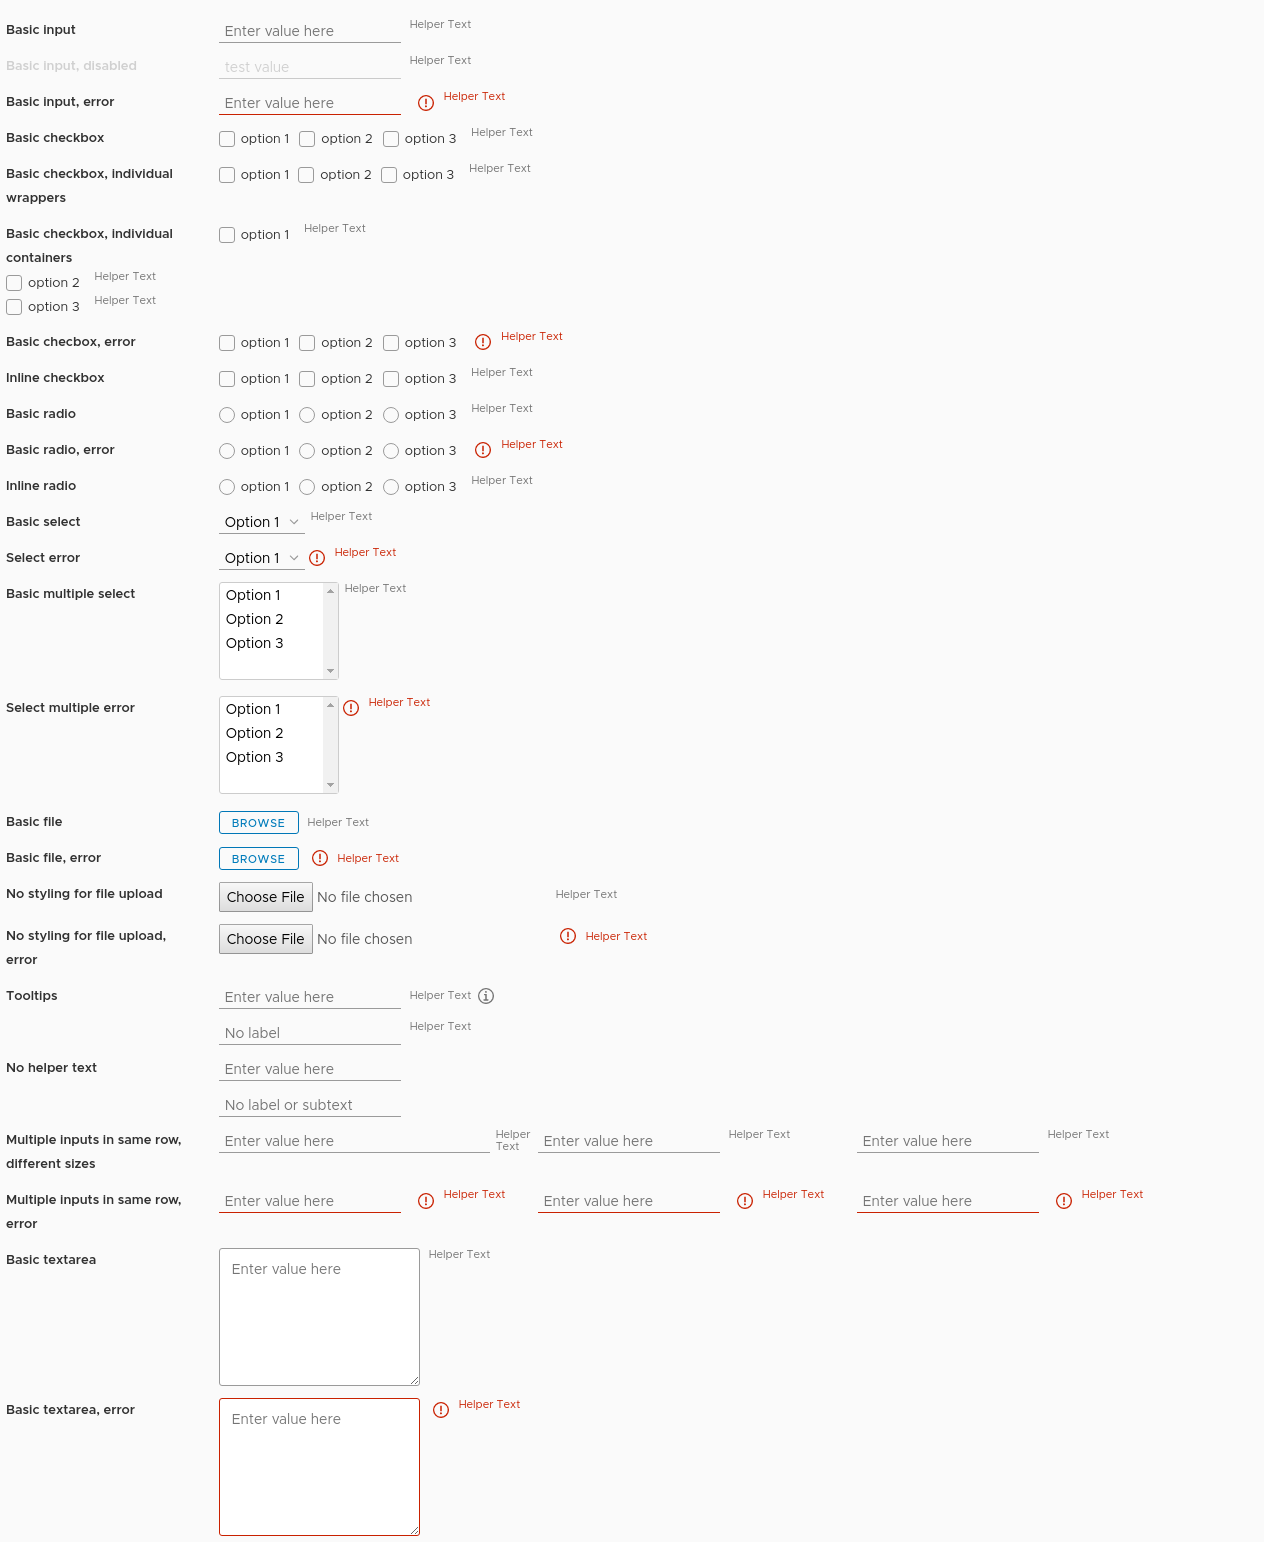 Basic input Enter value here Helper Text
Basic input, disabled test value Helper Text
Basic input, error Enter value here Helper Text
Basic checkbox option 1 option 2 option 3 Helper Text
Basic checkbox, individual option 1 option 2 option 3 Helper Text
wrappers
Basic checkbox, individual option 1 Helper Text
containers
option 2 Helper Text
option 3 Helper Text
Basic checbox, error option 1 option 2 option 3 Helper Text
Inline checkbox option 1 option 2 option 3 Helper Text
Basic radio option 1 option 2 option 3 Helper Text
Basic radio, error option 1 option 2 option 3 Helper Text
Inline radio option 1 option 2 option 3 Helper Text
Basic select Option 1 Helper Text
Select error Option 1 Helper Text
Basic multiple select Option 1 Helper Text
Option 2
Option 3
Select multiple error Option 1 Helper Text
Option 2
Option 3
Basic file BROWSE Helper Text
Basic file, error BROWSE Helper Text
No styling for file upload Choose File No file chosen Helper Text
No styling for file upload, Choose File No file chosen Helper Text
error
Tooltips Enter value here Helper Text
No label Helper Text
No helper text Enter value here
No label or subtext
Multiple inputs in same row, Enter value here Helper Text Enter value here Helper Text Enter value here Helper Text
different sizes
Multiple inputs in same row, Enter value here Helper Text Enter value here Helper Text Enter value here Helper Text
error
Basic textarea Enter value here Helper Text
Basic textarea, error Enter value here Helper Text